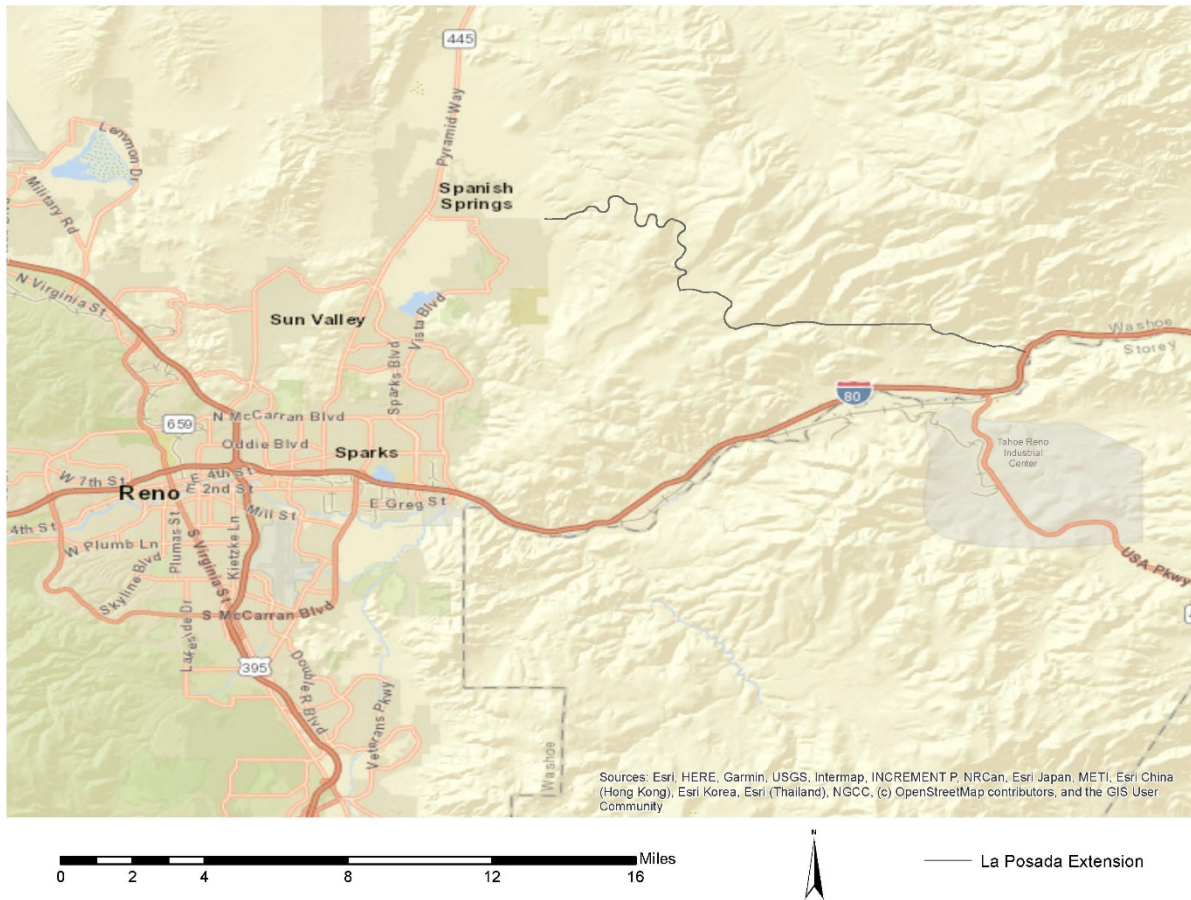 445
Pyramid Way
Lemmon Dr
Military Rd
Spanish
Springs
N Virginia St
Sun Valley
Vista Blvd
Sparks Blvd
Washoe
Storey
80
N McCarran Blvd
659
Oddie Blvd
Sparks
Tahoe Reno
Industrial
Center
W 7th St
4th St
2nd St
Reno
E Greg St
Mill St
4th St
W Plumb Ln
Plumas St
S Virginia St
Kietzke Ln
Skyline Blvd
USA Pkwy
S McCarran Blvd
Lakeside Dr
395
Double R Blvd
Veterans Pkwy
Washoe
Sources: Esri, HERE, Garmin, USGS, Intermap, INCREMENT P, NRCan, Esri Japan, METI, Esri China
(Hong Kong), Esri Korea, Esri (Thailand), NGCC, (c) OpenStreetMap contributors, and the GIS User
Community
N
Miles
0 2 4 8 12 16
La Posada Extension